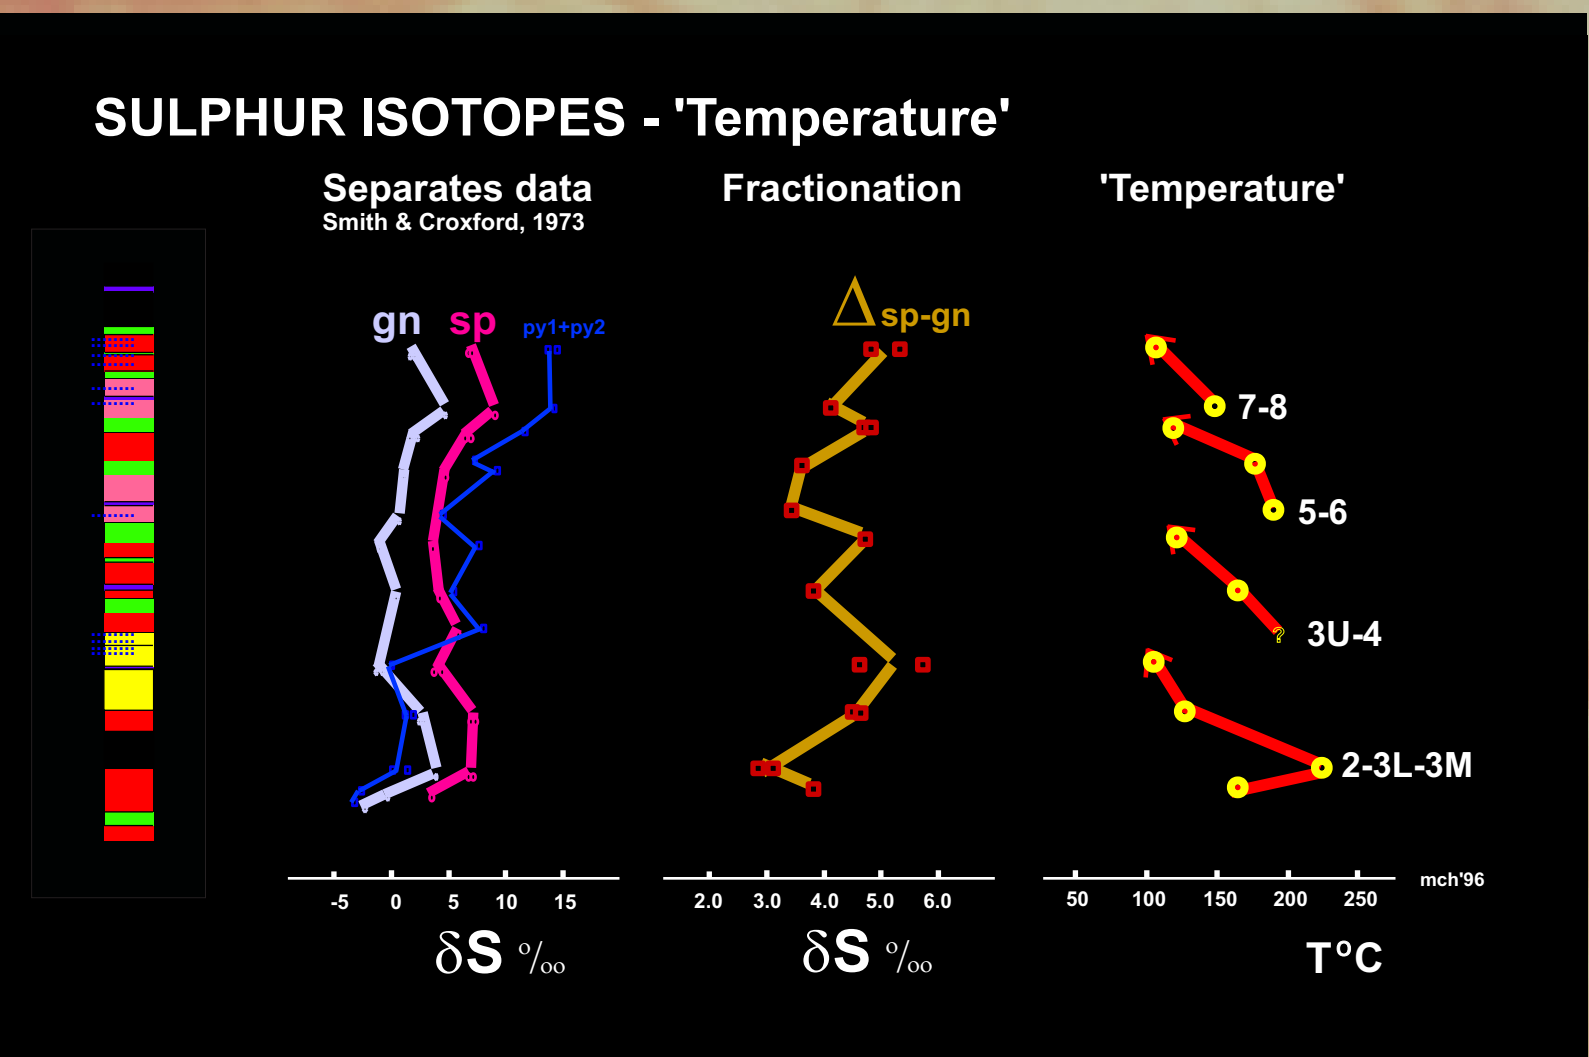 SULPHUR ISOTOPES - 'Temperature'
Separates data
Smith & Croxford, 1973
Fractionation
'Temperature'
gn
sp
py1+py2
Δ sp-gn
7-8
5-6
3U-4
?
2-3L-3M
-5 0 5 10 15
2.0 3.0 4.0 5.0 6.0
50 100 150 200 250
mch'96
δS ‰
δS ‰
T°C